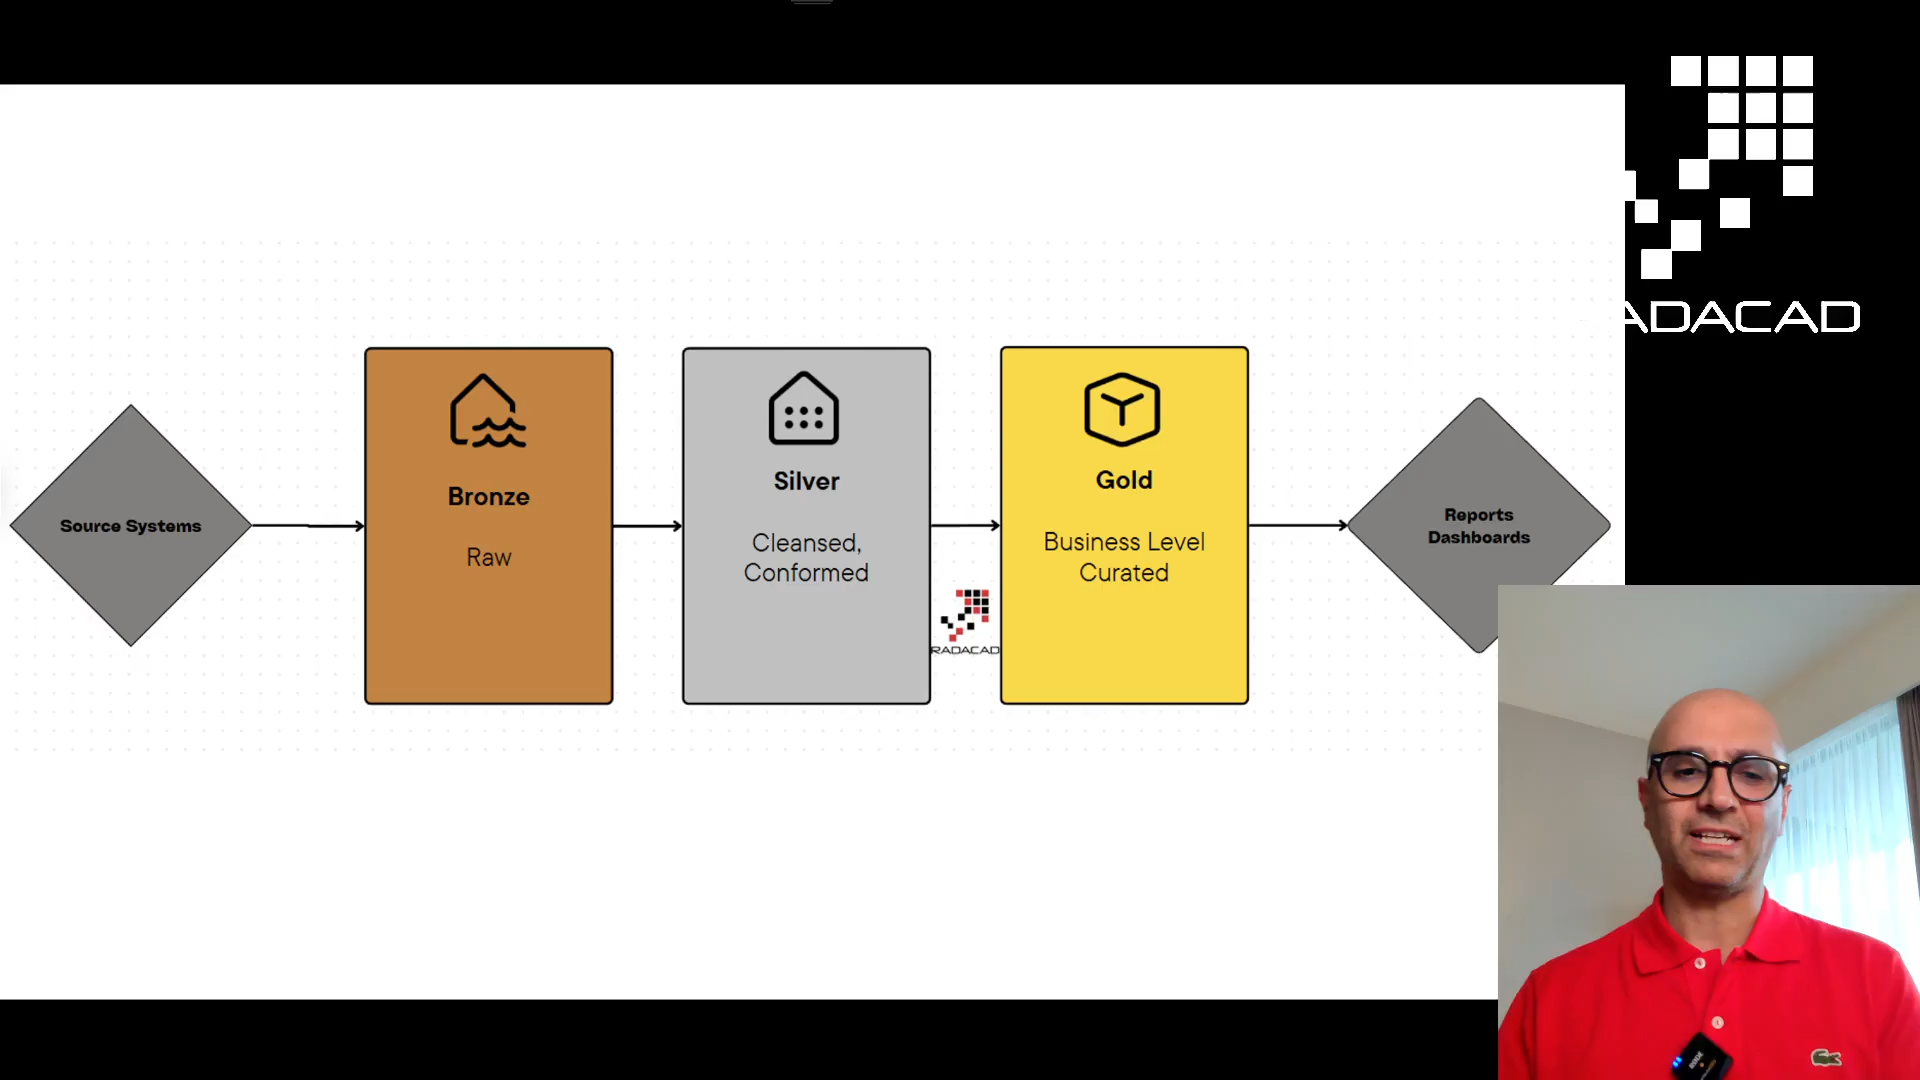 Source Systems
Bronze
Raw
Silver
Cleansed,
Conformed
RADACAD
Gold
Business Level
Curated
Reports
Dashboards
ADACAD